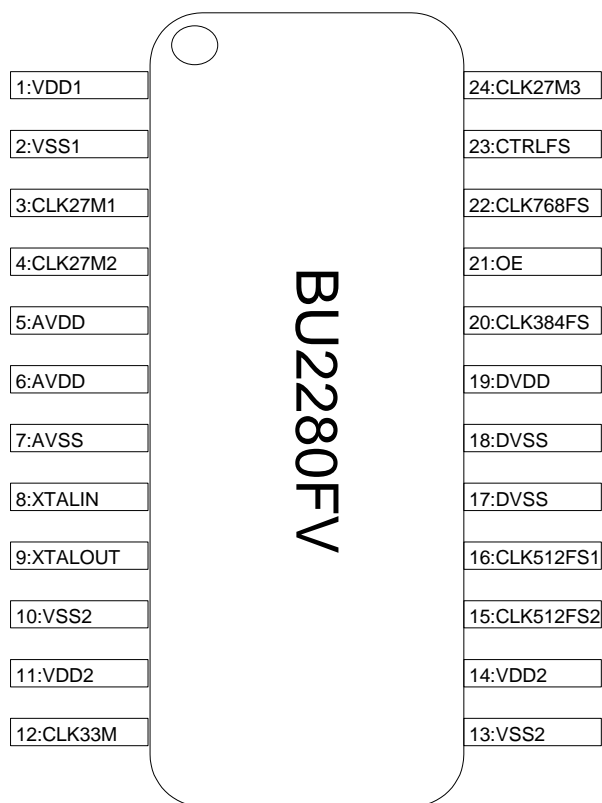 1:VDD1
2:VSS1
3:CLK27M1
4:CLK27M2
5:AVDD
6:AVDD
7:AVSS
8:XTALIN
9:XTALOUT
10:VSS2
11:VDD2
12:CLK33M
BU2280FV
24:CLK27M3
23:CTRLFS
22:CLK768FS
21:OE
20:CLK384FS
19:DVDD
18:DVSS
17:DVSS
16:CLK512FS1
15:CLK512FS2
14:VDD2
13:VSS2